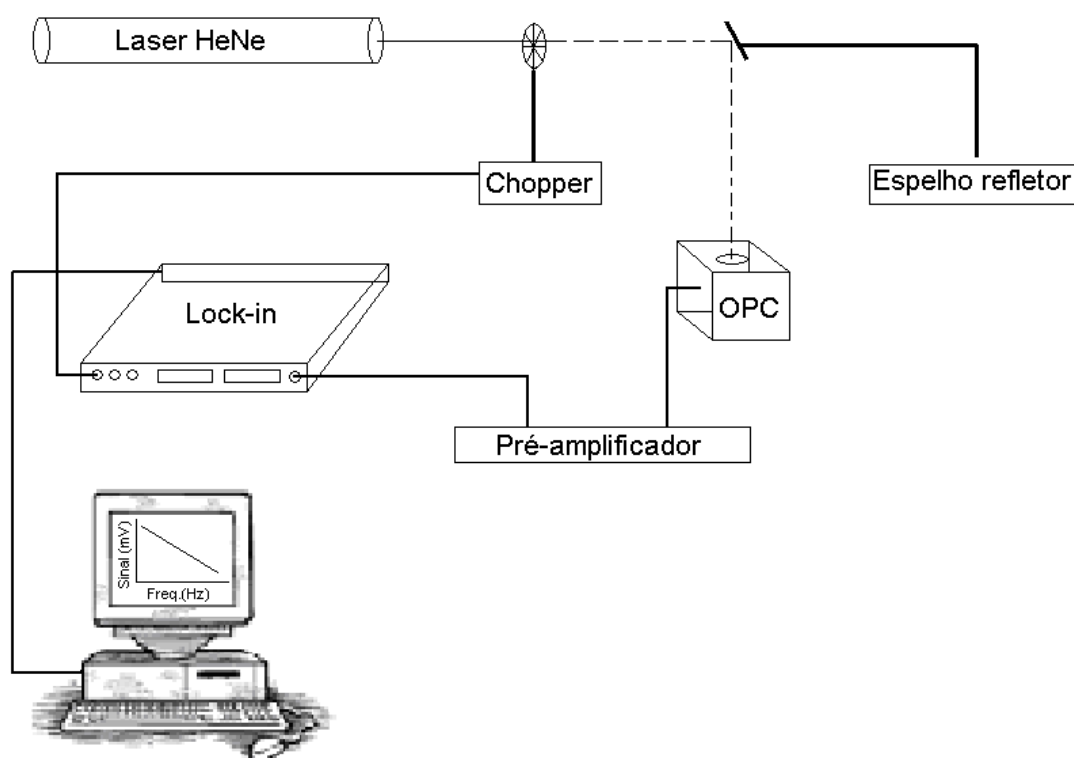 Laser HeNe
Chopper
Espelho refletor
Lock-in
OPC
Pré-amplificador
Sinal (mV)
Freq.(Hz)